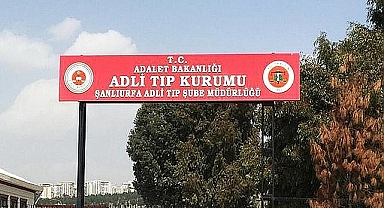 T.C.
ADALET BAKANLIĞI
ADLİ TIP KURUMU
ŞANLIURFA ADLİ TIP ŞUBE MÜDÜRLÜĞÜ